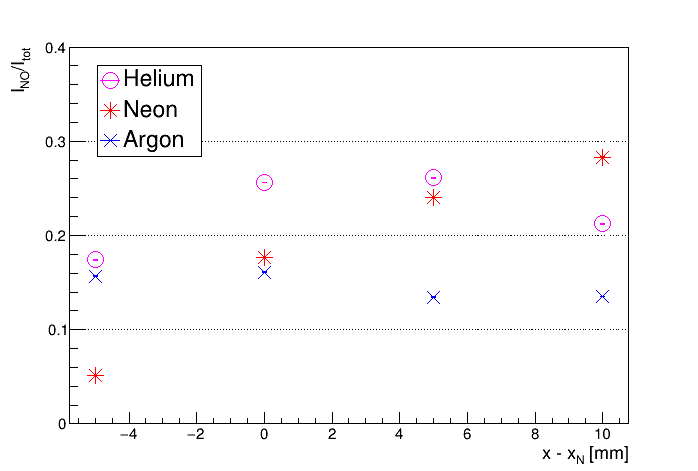 I_NO/I_tot
0.4
Helium
Neon
Argon
0.3
0.2
0.1
0
−4 −2 0 2 4 6 8 10
x - x_N [mm]